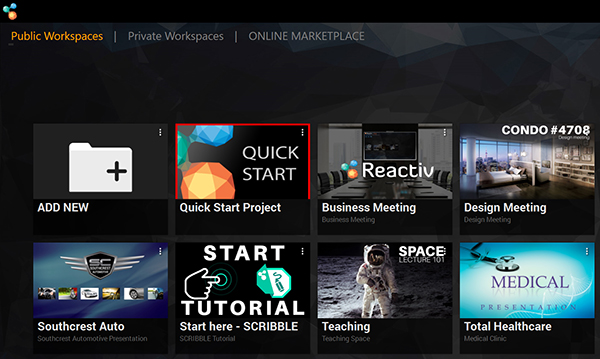 Public Workspaces | Private Workspaces | ONLINE MARKETPLACE
ADD NEW
QUICK
START
Quick Start Project
Reactiv
Business Meeting
Business Meeting
CONDO #4708
Design meeting
Design Meeting
Design Meeting
SOUTHCREST
AUTOMOTIVE
Southcrest Auto
Southcrest Automotive Presentation
START
TUTORIAL
Start here - SCRIBBLE
SCRIBBLE Tutorial
SPACE
LECTURE 101
Teaching
Teaching Space
MEDICAL
PRESENTATION
Total Healthcare
Medical Clinic